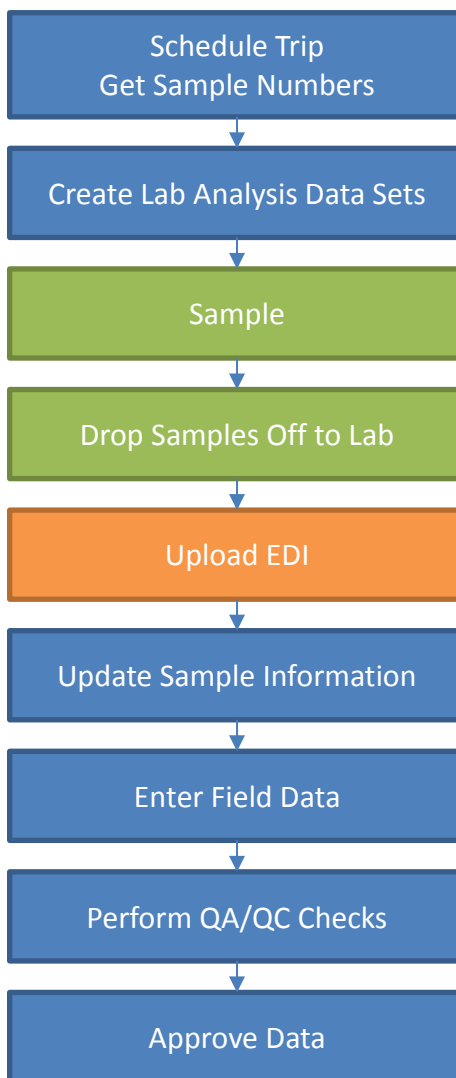 Schedule Trip
Get Sample Numbers
Create Lab Analysis Data Sets
Sample
Drop Samples Off to Lab
Upload EDI
Update Sample Information
Enter Field Data
Perform QA/QC Checks
Approve Data